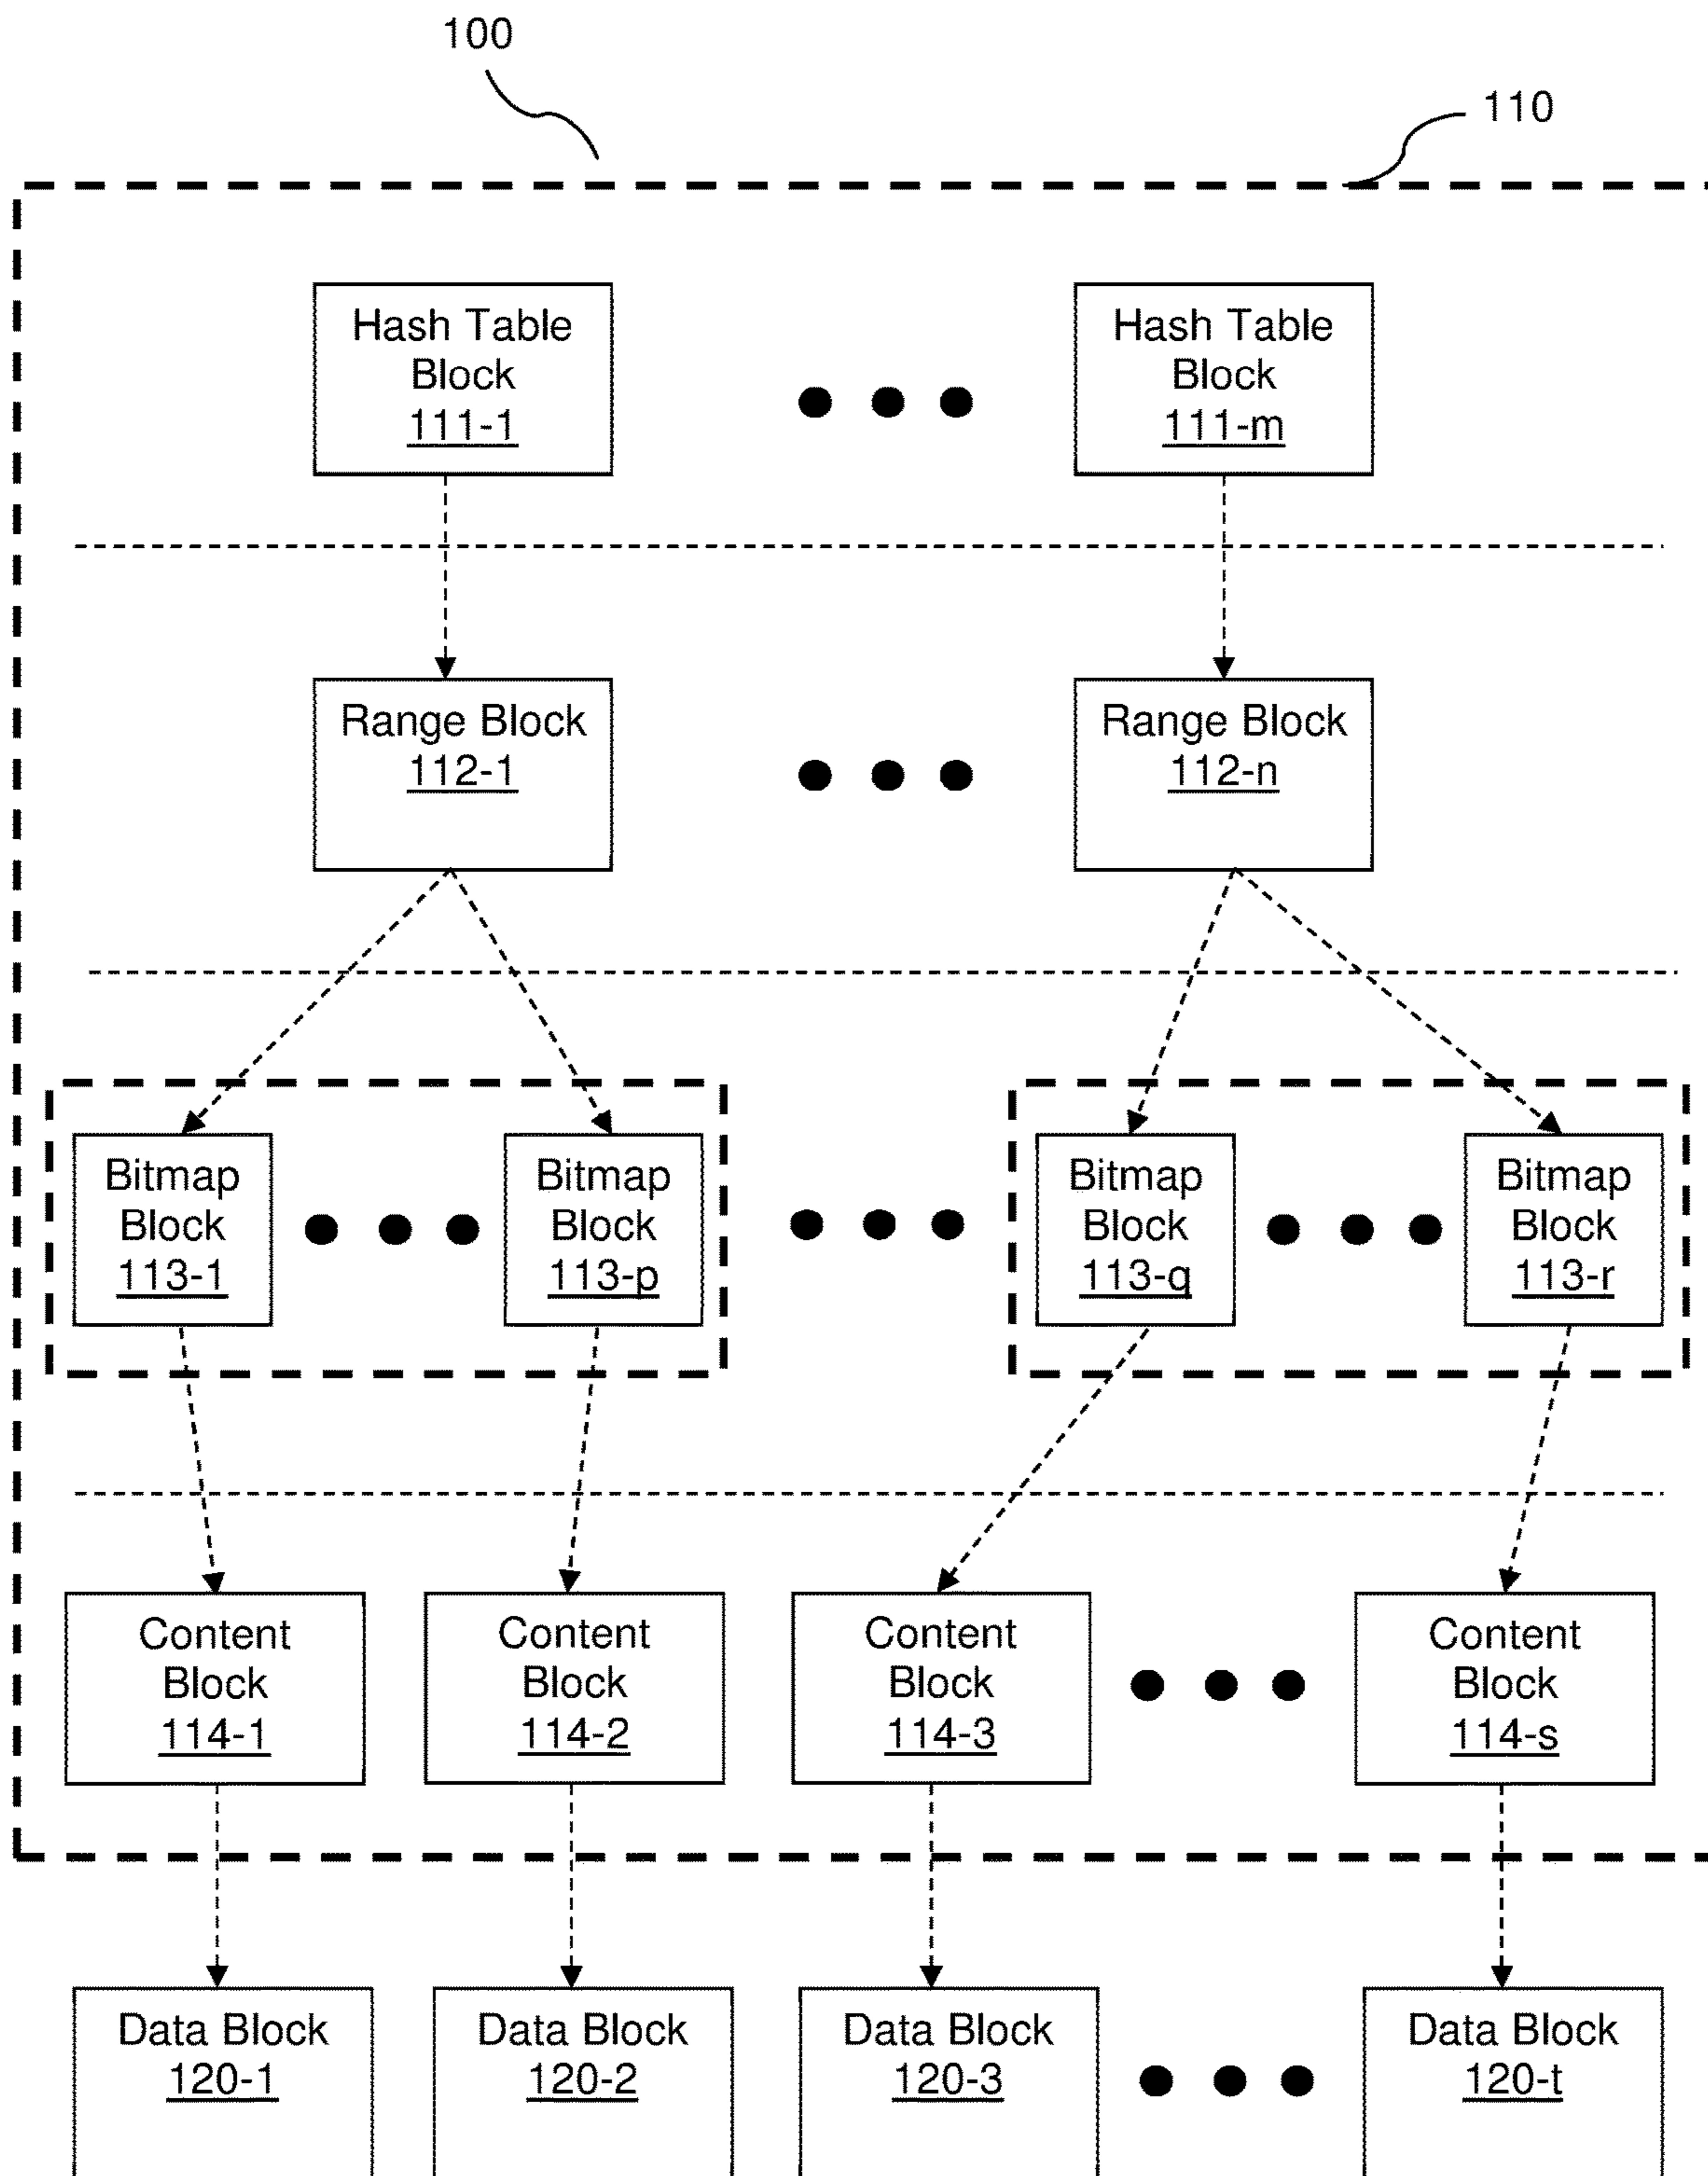 100
110
Hash Table
Block
111-1
Hash Table
Block
111-m
Range Block
112-1
Range Block
112-n
Bitmap
Block
113-1
Bitmap
Block
113-p
Bitmap
Block
113-q
Bitmap
Block
113-r
Content
Block
114-1
Content
Block
114-2
Content
Block
114-3
Content
Block
114-s
Data Block
120-1
Data Block
120-2
Data Block
120-3
Data Block
120-t